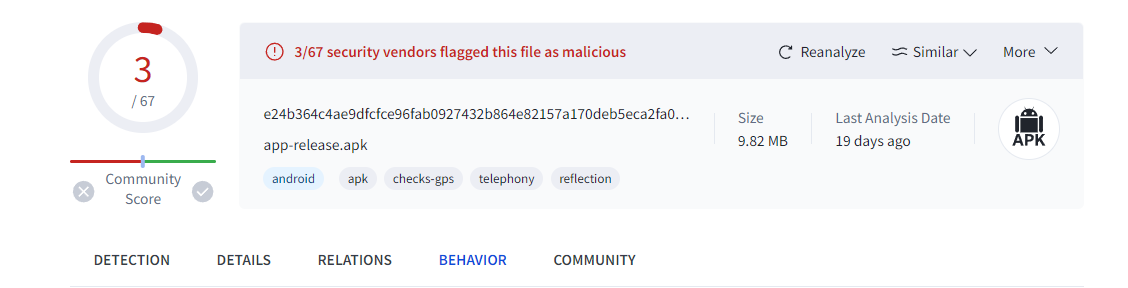 3
/ 67
Community
Score
3/67 security vendors flagged this file as malicious
Reanalyze
Similar
More
e24b364c4ae9dfcfce96fab0927432b864e82157a170deb5eca2fa0...
app-release.apk
android
apk
checks-gps
telephony
reflection
Size
9.82 MB
Last Analysis Date
19 days ago
APK
DETECTION
DETAILS
RELATIONS
BEHAVIOR
COMMUNITY